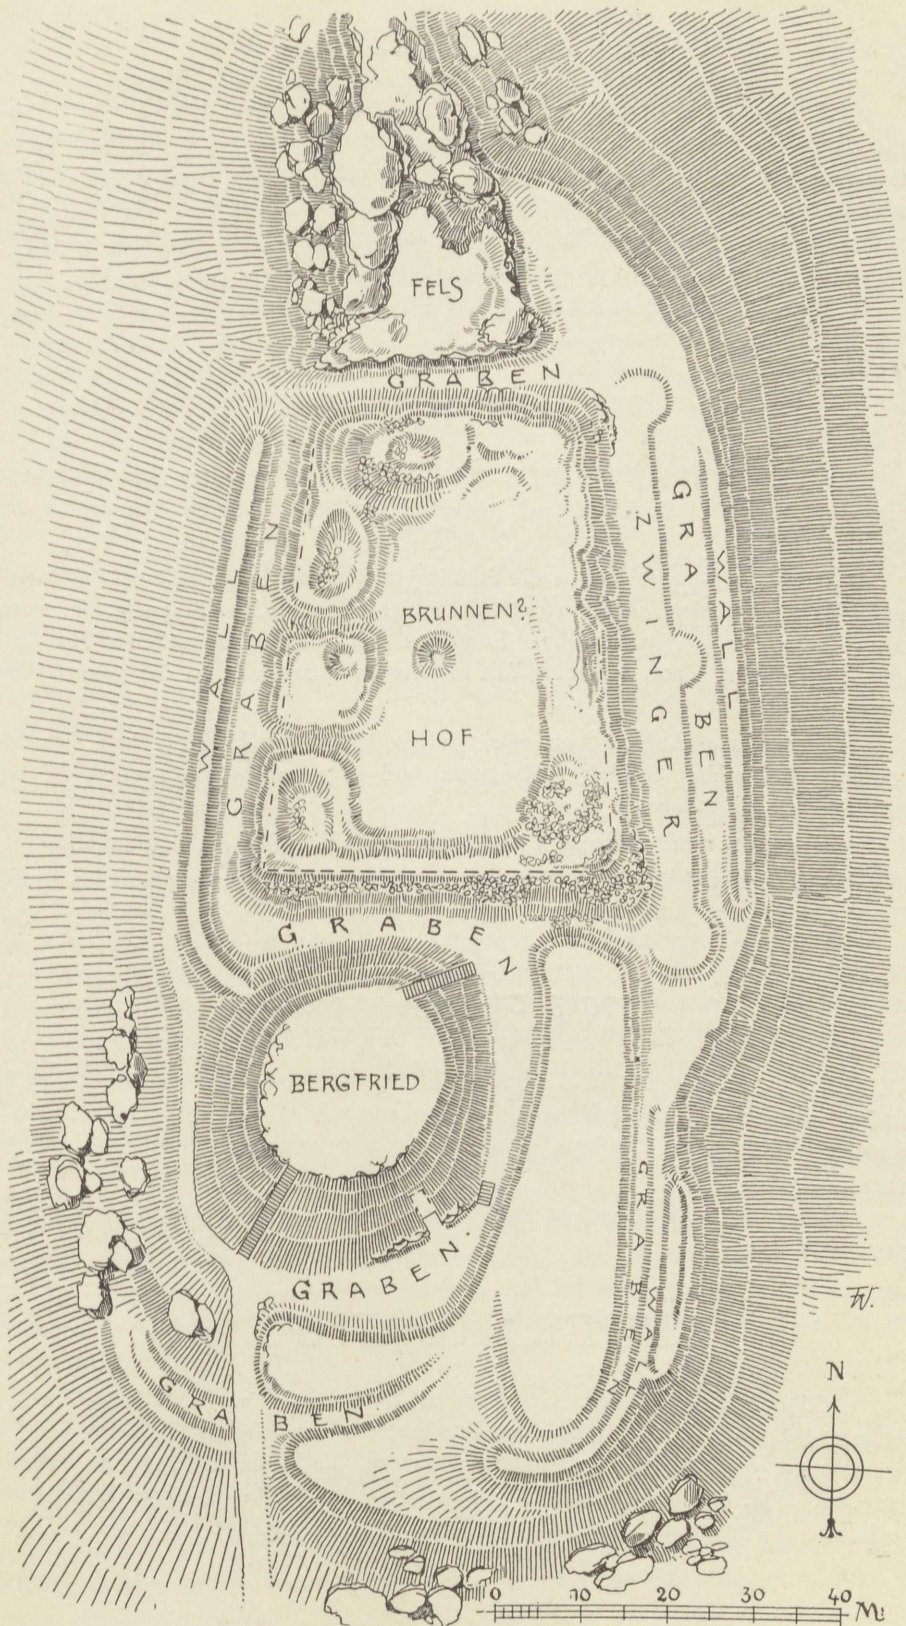 FELS
GRABEN
GRABEN
WALL
GRABEN
ZWINGER
WALL
BRUNNEN?
HOF
GRABEN
BERGFRIED
GRABEN.
GRABEN
WALL
GRABEN
N
0 10 20 30 40 M: